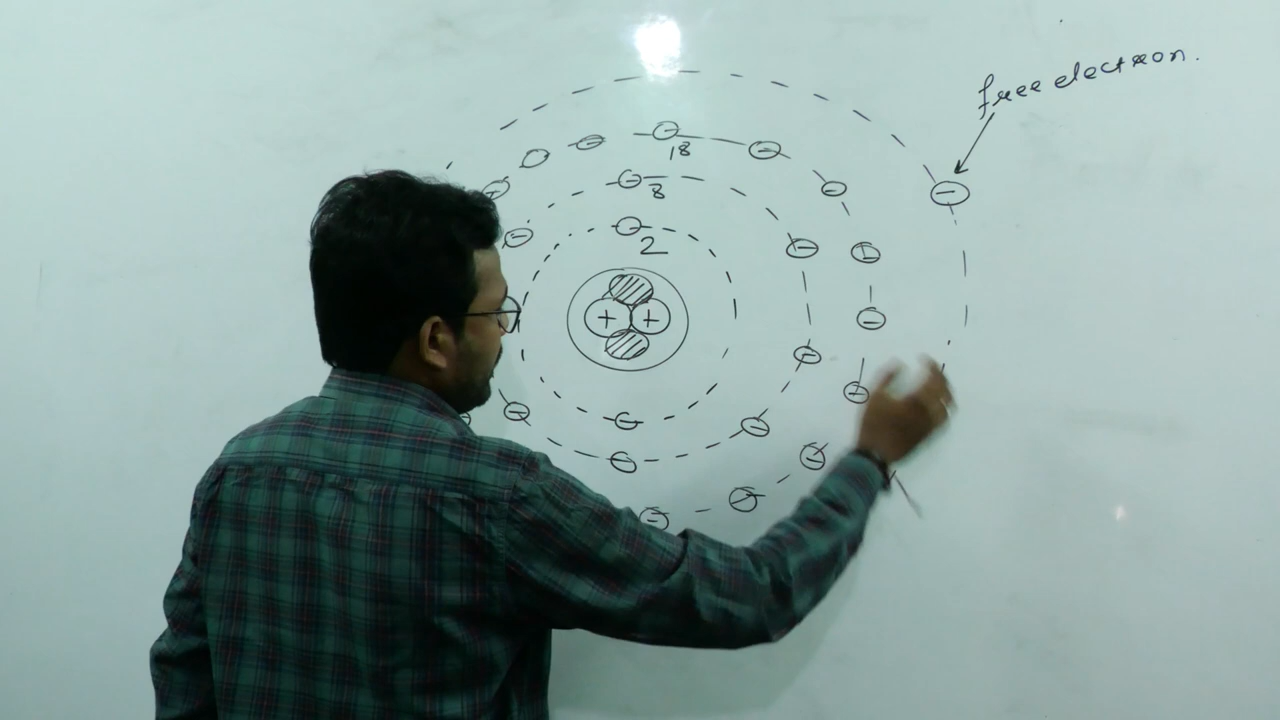 free electron.
18
8
2
+ +